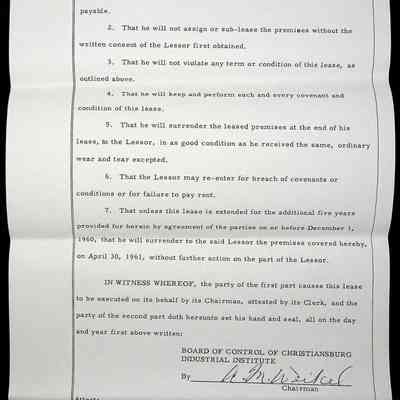 payable.
2. That he will not assign or sub-lease the premises without the
written consent of the Lessor first obtained.
3. That he will not violate any term or condition of this lease, as
outlined above.
4. That he will keep and perform each and every covenant and
condition of this lease.
5. That he will surrender the leased premises at the end of his
lease, to the Lessor, in as good condition as he received the same, ordinary
wear and tear excepted.
6. That the Lessor may re-enter for breach of covenants or
conditions or for failure to pay rent.
7. That unless this lease is extended for the additional five years
provided for herein by agreement of the parties on or before December 1,
1960, that he will surrender to the said Lessor the premises covered hereby,
on April 30, 1961, without further action on the part of the Lessor.
IN WITNESS WHEREOF, the party of the first part causes this lease
to be executed on its behalf by its Chairman, attested by its Clerk, and the
party of the second part doth hereunto set his hand and seal, all on the day
and year first above written:
BOARD OF CONTROL OF CHRISTIANSBURG
INDUSTRIAL INSTITUTE
By A. M. Weikel
Chairman